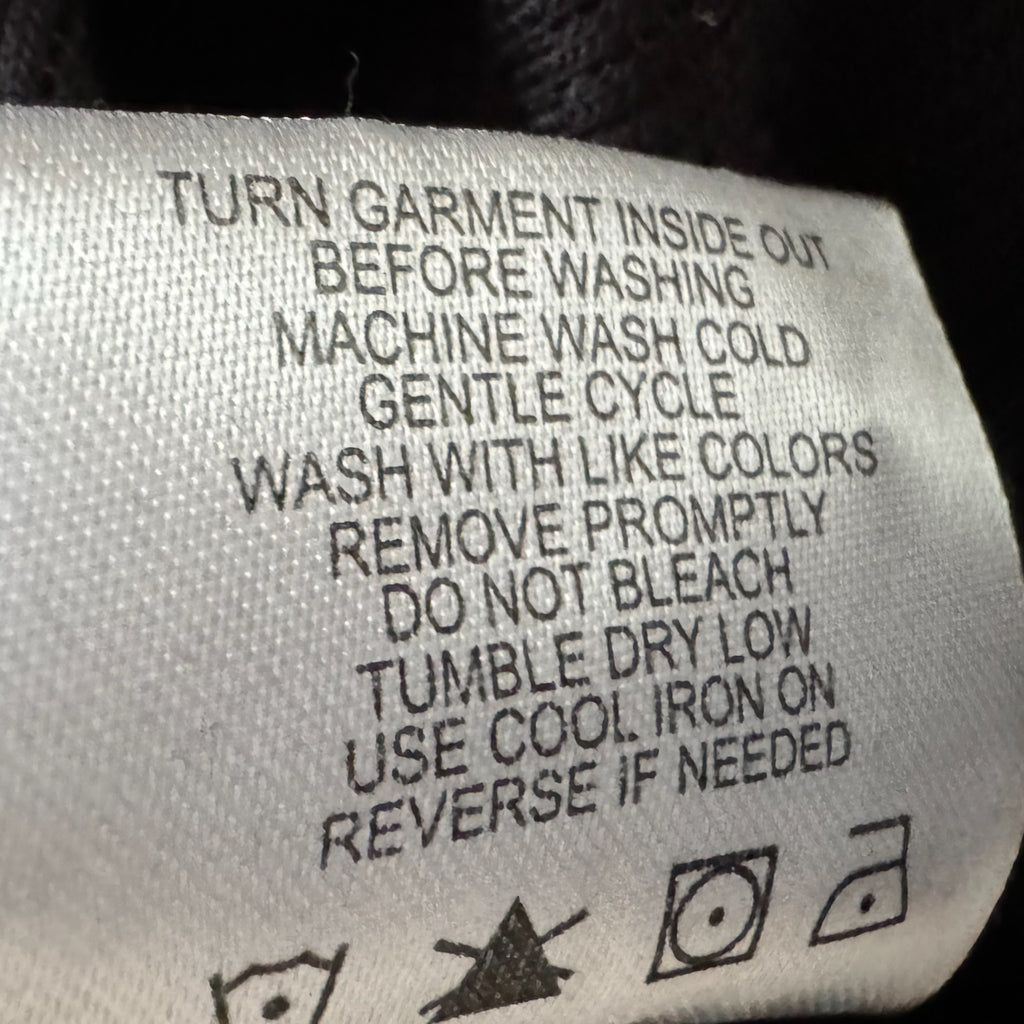 TURN GARMENT INSIDE OUT
BEFORE WASHING
MACHINE WASH COLD
GENTLE CYCLE
WASH WITH LIKE COLORS
REMOVE PROMPTLY
DO NOT BLEACH
TUMBLE DRY LOW
USE COOL IRON ON
REVERSE IF NEEDED